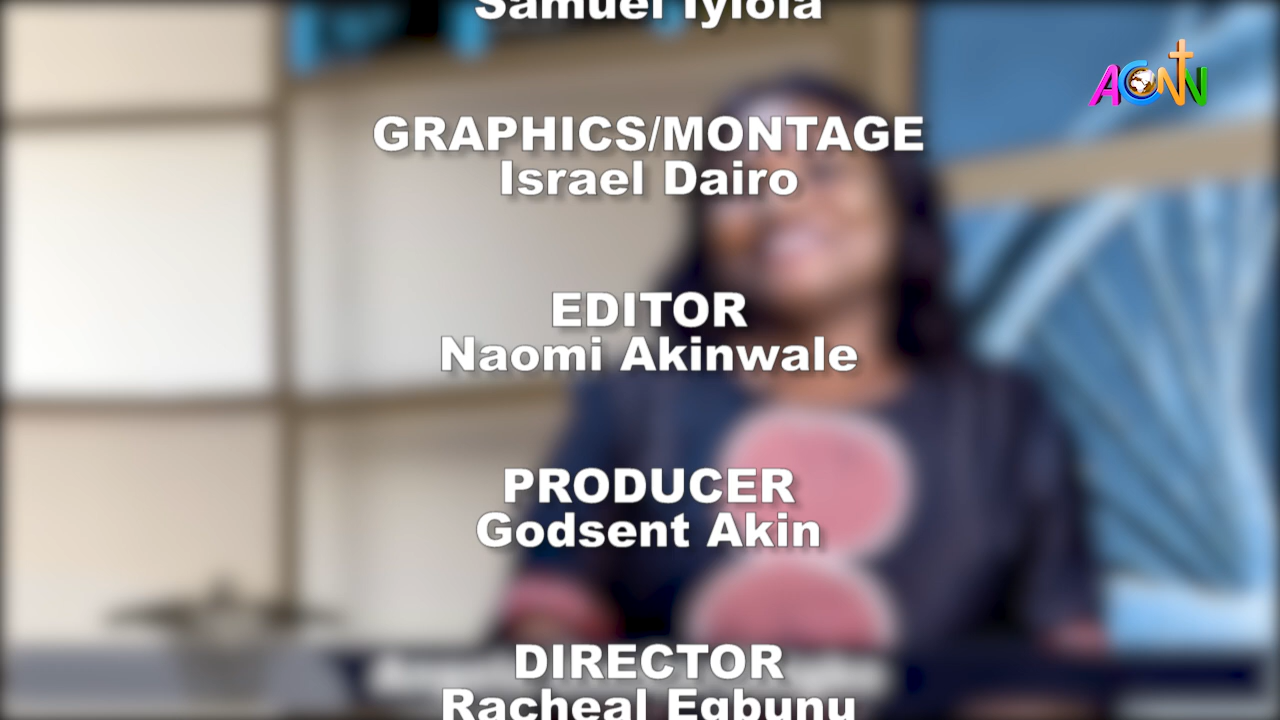 Samuel Iyiola
ACNN
GRAPHICS/MONTAGE
Israel Dairo
EDITOR
Naomi Akinwale
PRODUCER
Godsent Akin
DIRECTOR
Racheal Egbunu